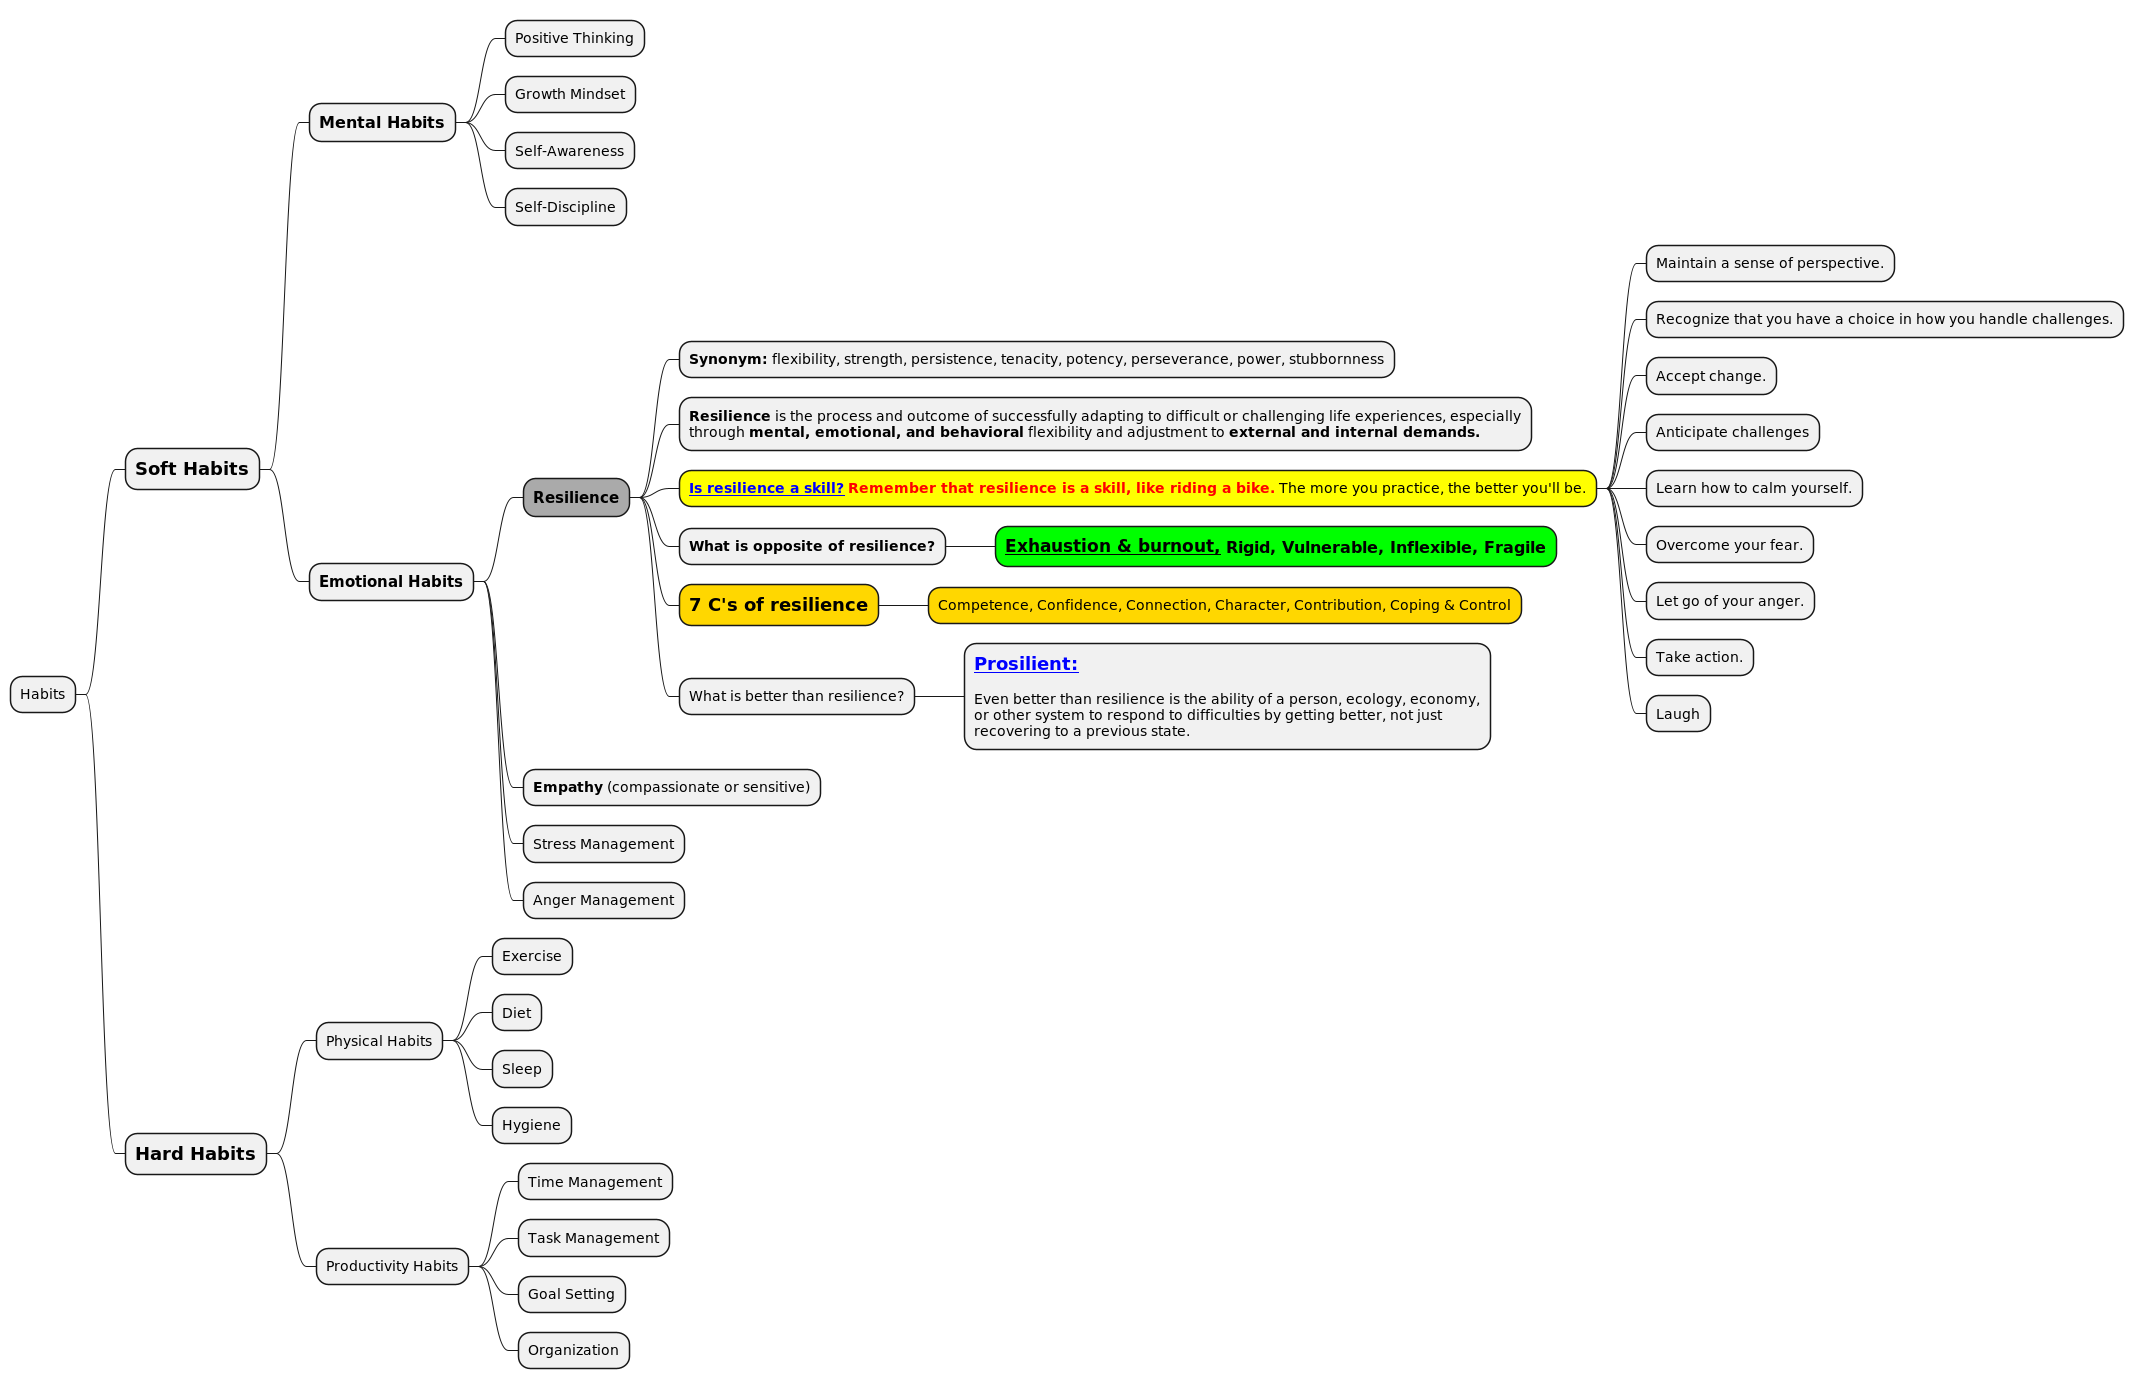 Habits
Soft Habits
Mental Habits
Positive Thinking
Growth Mindset
Self-Awareness
Self-Discipline
Emotional Habits
Resilience
Synonym: flexibility, strength, persistence, tenacity, potency, perseverance, power, stubbornness
Resilience is the process and outcome of successfully adapting to difficult or challenging life experiences, especially
through mental, emotional, and behavioral flexibility and adjustment to external and internal demands.
Is resilience a skill? Remember that resilience is a skill, like riding a bike. The more you practice, the better you'll be.
Maintain a sense of perspective.
Recognize that you have a choice in how you handle challenges.
Accept change.
Anticipate challenges
Learn how to calm yourself.
Overcome your fear.
Let go of your anger.
Take action.
Laugh
What is opposite of resilience?
Exhaustion & burnout, Rigid, Vulnerable, Inflexible, Fragile
7 C's of resilience
Competence, Confidence, Connection, Character, Contribution, Coping & Control
What is better than resilience?
Prosilient:
Even better than resilience is the ability of a person, ecology, economy,
or other system to respond to difficulties by getting better, not just
recovering to a previous state.
Empathy (compassionate or sensitive)
Stress Management
Anger Management
Hard Habits
Physical Habits
Exercise
Diet
Sleep
Hygiene
Productivity Habits
Time Management
Task Management
Goal Setting
Organization